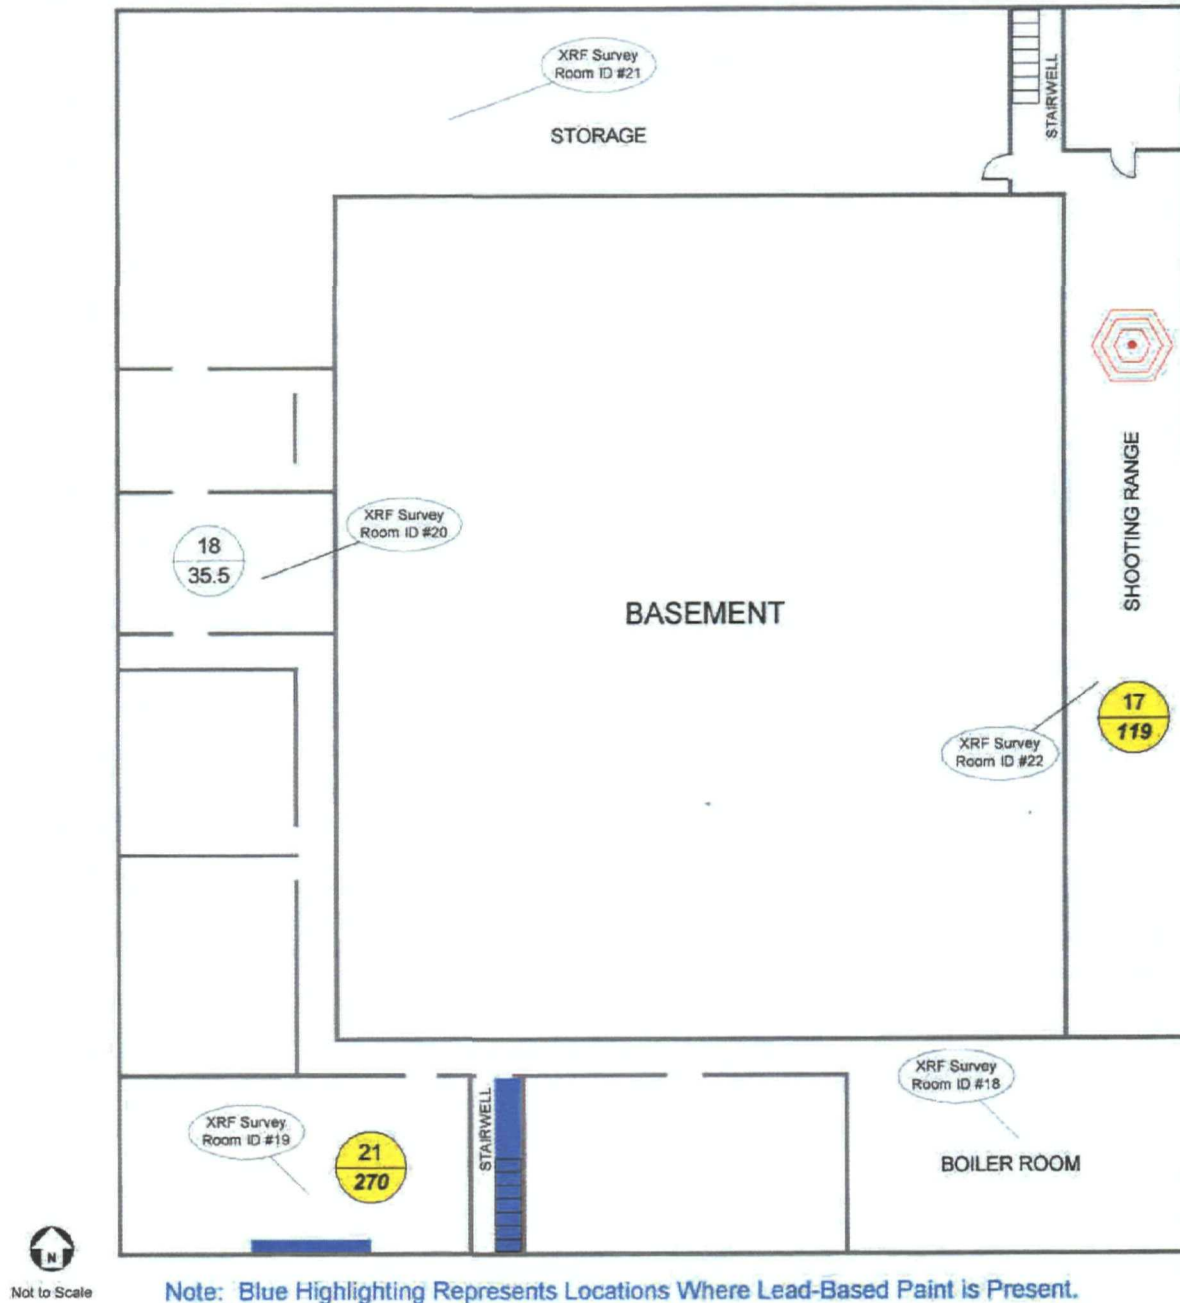 XRF Survey
Room ID #21
STORAGE
STAIRWELL
XRF Survey
Room ID #20
18
35.5
SHOOTING RANGE
BASEMENT
17
119
XRF Survey
Room ID #22
XRF Survey
Room ID #18
XRF Survey
Room ID #19
21
270
STAIRWELL
BOILER ROOM
N
Not to Scale
Note: Blue Highlighting Represents Locations Where Lead-Based Paint is Present.